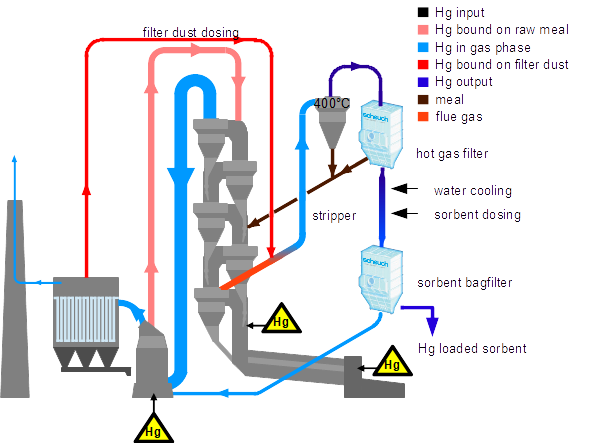 filter dust dosing
Hg input
Hg bound on raw meal
Hg in gas phase
Hg bound on filter dust
Hg output
meal
flue gas
400°C
scheuch
hot gas filter
water cooling
sorbent dosing
stripper
scheuch
sorbent bagfilter
Hg
Hg loaded sorbent
Hg
Hg